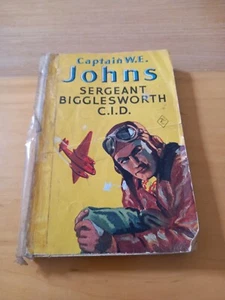 Captain W.E.
Johns
SERGEANT
BIGGLESWORTH
C.I.D.